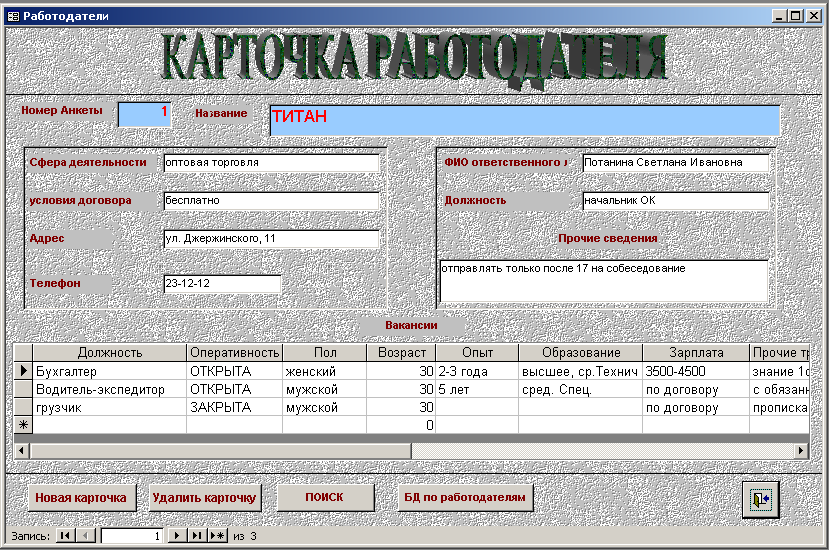 Работодатели
КАРТОЧКА РАБОТОДАТЕЛЯ
Номер Анкеты 1 Название ТИТАН
Сфера деятельности оптовая торговля
условия договора бесплатно
Адрес ул. Джержинского, 11
Телефон 23-12-12
ФИО ответственного л Потанина Светлана Ивановна
Должность начальник ОК
Прочие сведения
отправлять только после 17 на собеседование
Вакансии
Должность Оперативность Пол Возраст Опыт Образование Зарплата Прочие тр
Бухгалтер ОТКРЫТА женский 30 2-3 года высшее, ср.Технич 3500-4500 знание 1с
Водитель-экспедитор ОТКРЫТА мужской 30 5 лет сред. Спец. по договору с обязанн
грузчик ЗАКРЫТА мужской 30 по договору прописка
0
Новая карточка Удалить карточку ПОИСК БД по работодателям
Запись: 1 из 3